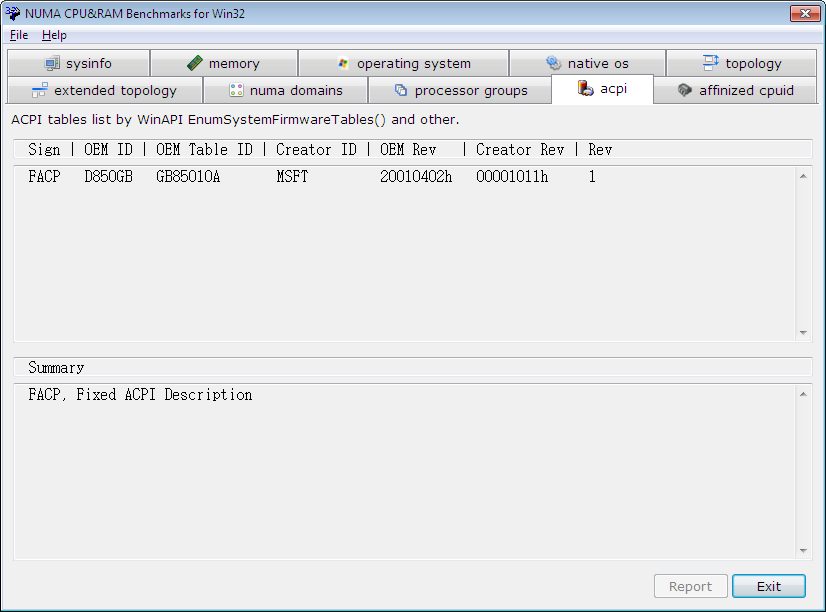 NUMA CPU&RAM Benchmarks for Win32
File Help
sysinfo memory operating system native os topology
extended topology numa domains processor groups acpi affinized cpuid
ACPI tables list by WinAPI EnumSystemFirmwareTables() and other.
Sign | OEM ID | OEM Table ID | Creator ID | OEM Rev | Creator Rev | Rev
FACP D850GB GB85010A MSFT 20010402h 00001011h 1
Summary
FACP, Fixed ACPI Description
Report Exit